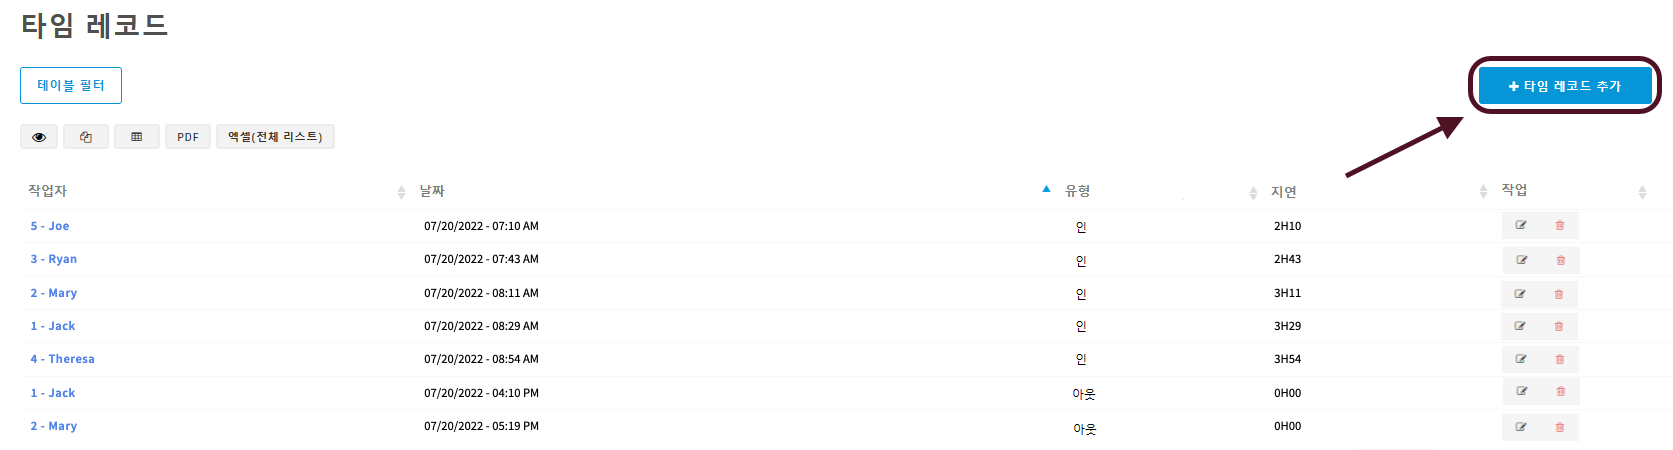 타임 레코드
테이블 필터
타임 레코드 추가
PDF 엑셀(전체 리스트)
작업자 날짜 유형 지연 작업
5 - Joe 07/20/2022 - 07:10 AM 인 2H10
3 - Ryan 07/20/2022 - 07:43 AM 인 2H43
2 - Mary 07/20/2022 - 08:11 AM 인 3H11
1 - Jack 07/20/2022 - 08:29 AM 인 3H29
4 - Theresa 07/20/2022 - 08:54 AM 인 3H54
1 - Jack 07/20/2022 - 04:10 PM 아웃 0H00
2 - Mary 07/20/2022 - 05:19 PM 아웃 0H00